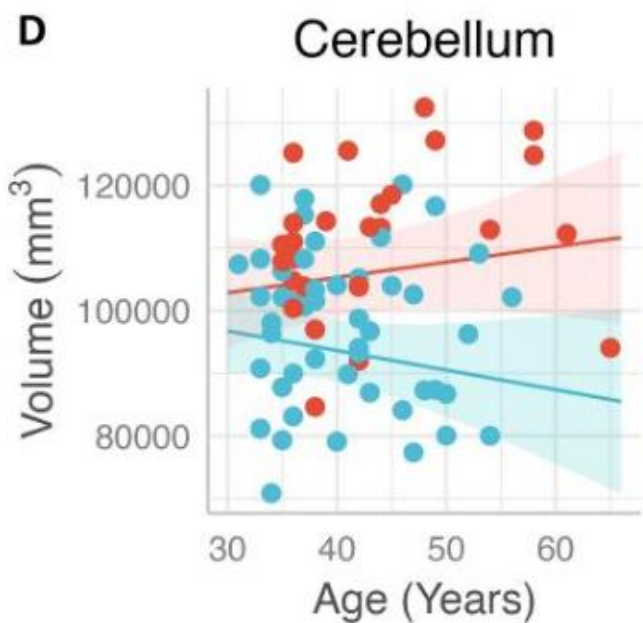 D
Cerebellum
Volume (mm³)
120000
100000
80000
30 40 50 60
Age (Years)